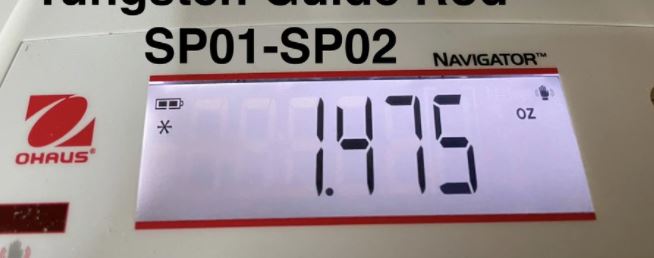 Tungsten Guide Rod
SP01-SP02
NAVIGATOR™
OHAUS®
* 1.475 OZ